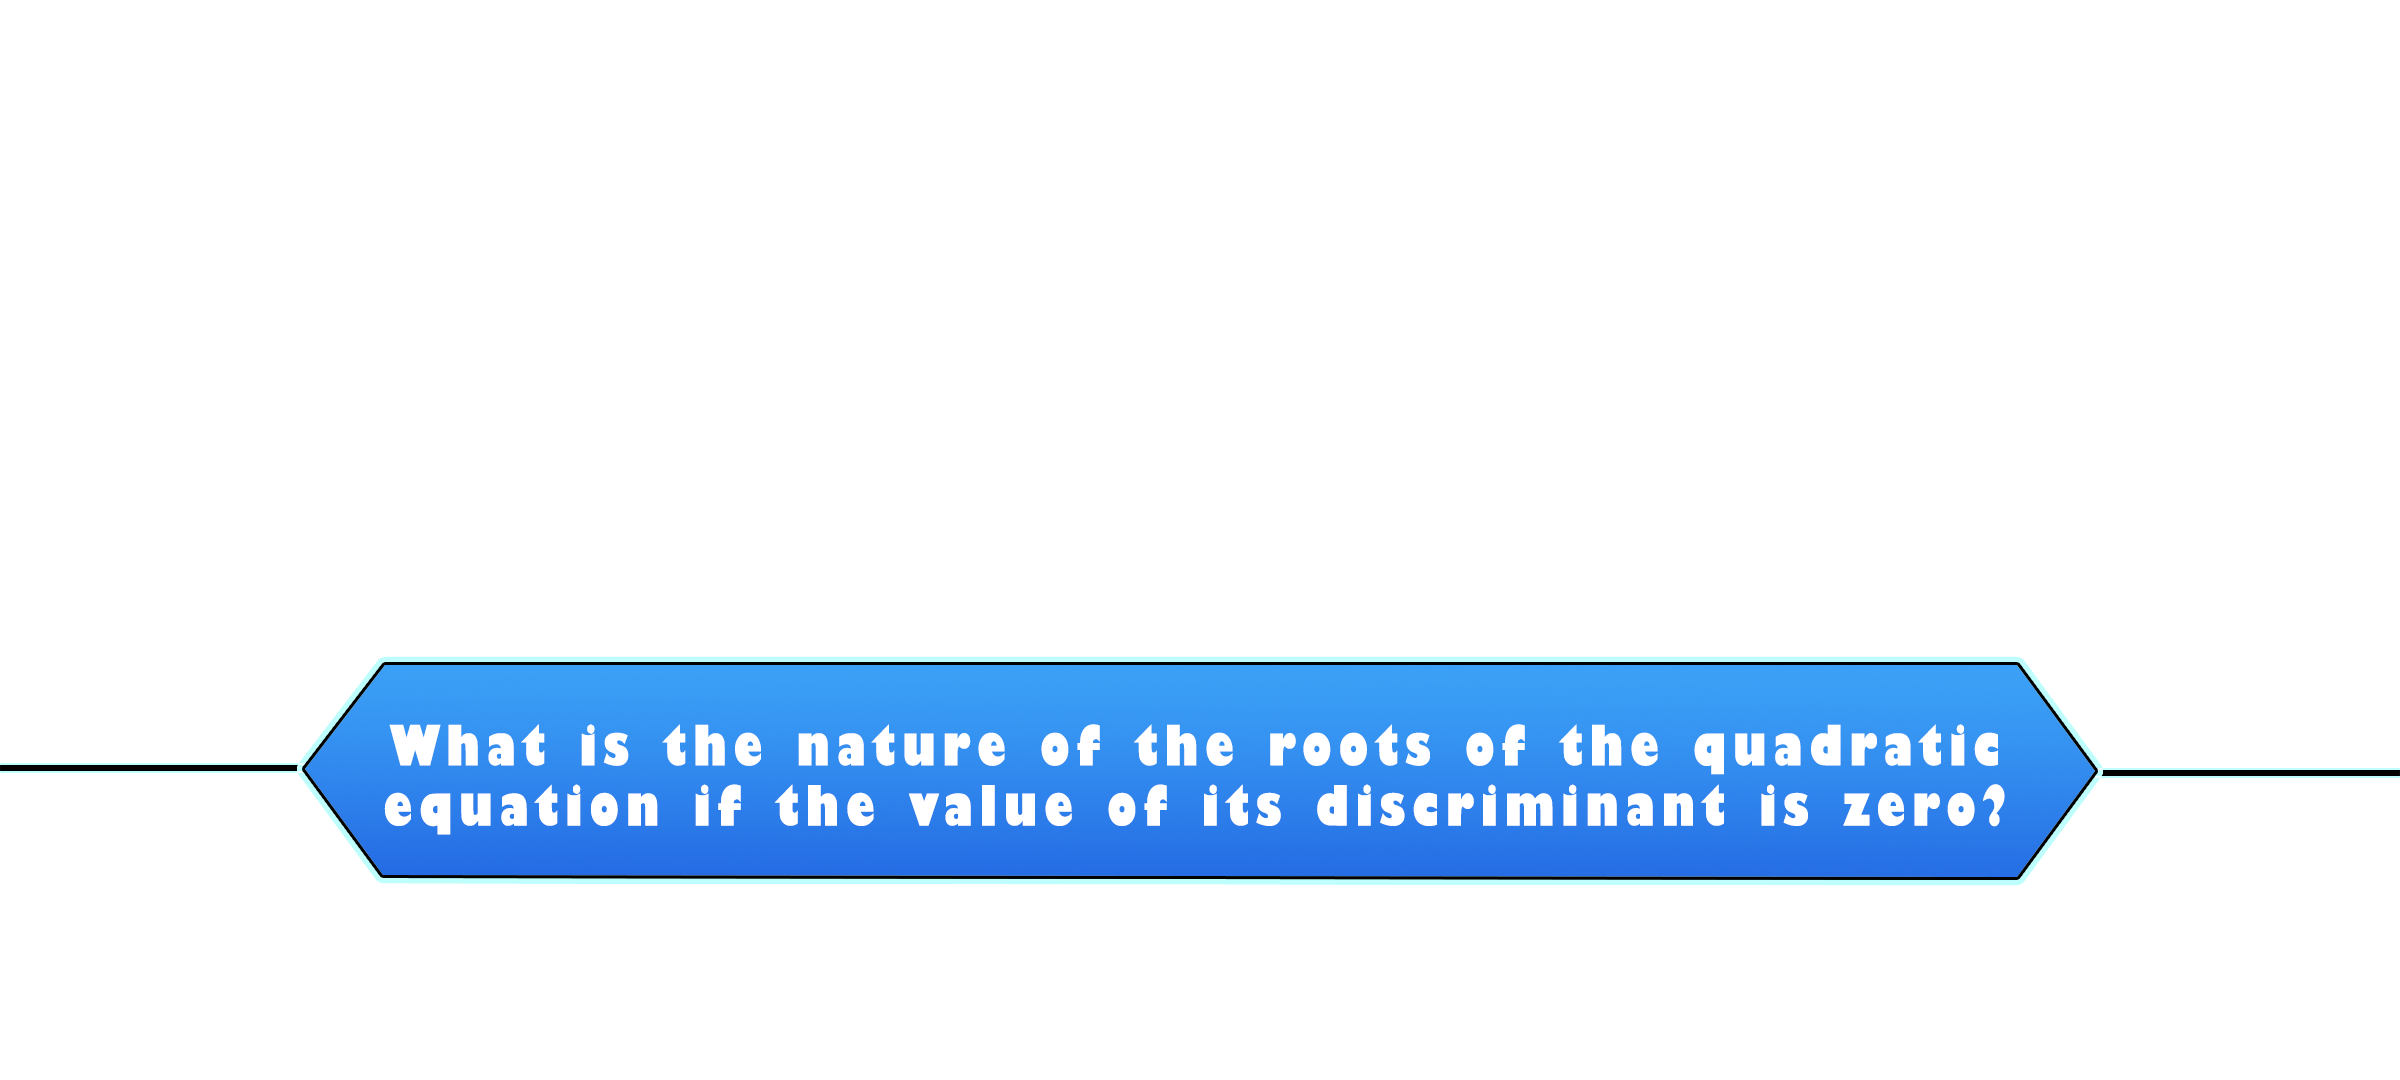 What is the nature of the roots of the quadratic
equation if the value of its discriminant is zero?